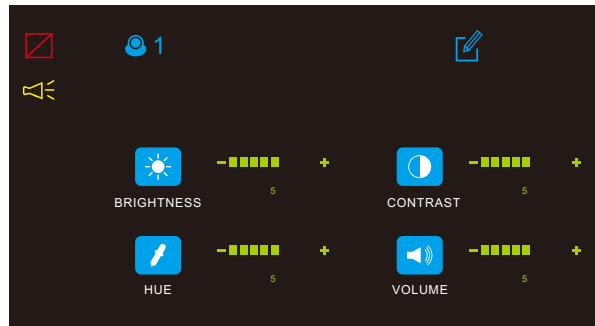 1
- +
- +
5
5
BRIGHTNESS
CONTRAST
- +
- +
5
5
HUE
VOLUME